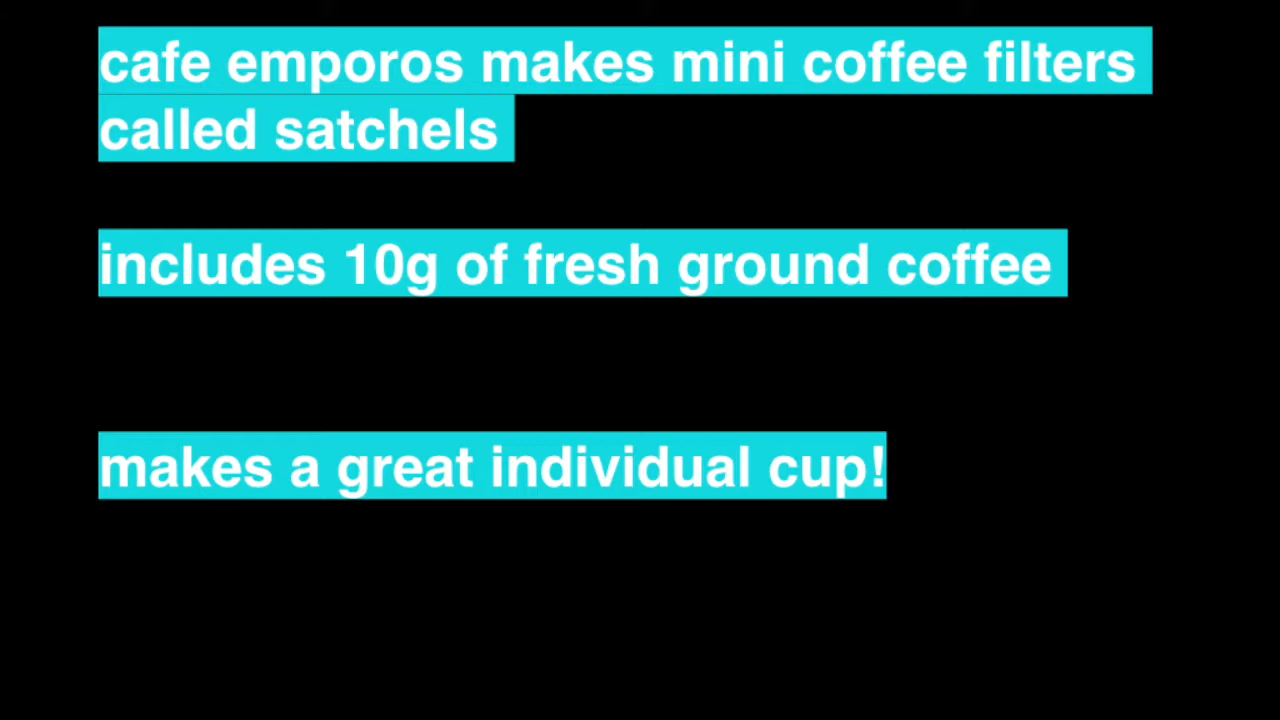 cafe emporos makes mini coffee filters
called satchels
includes 10g of fresh ground coffee
makes a great individual cup!